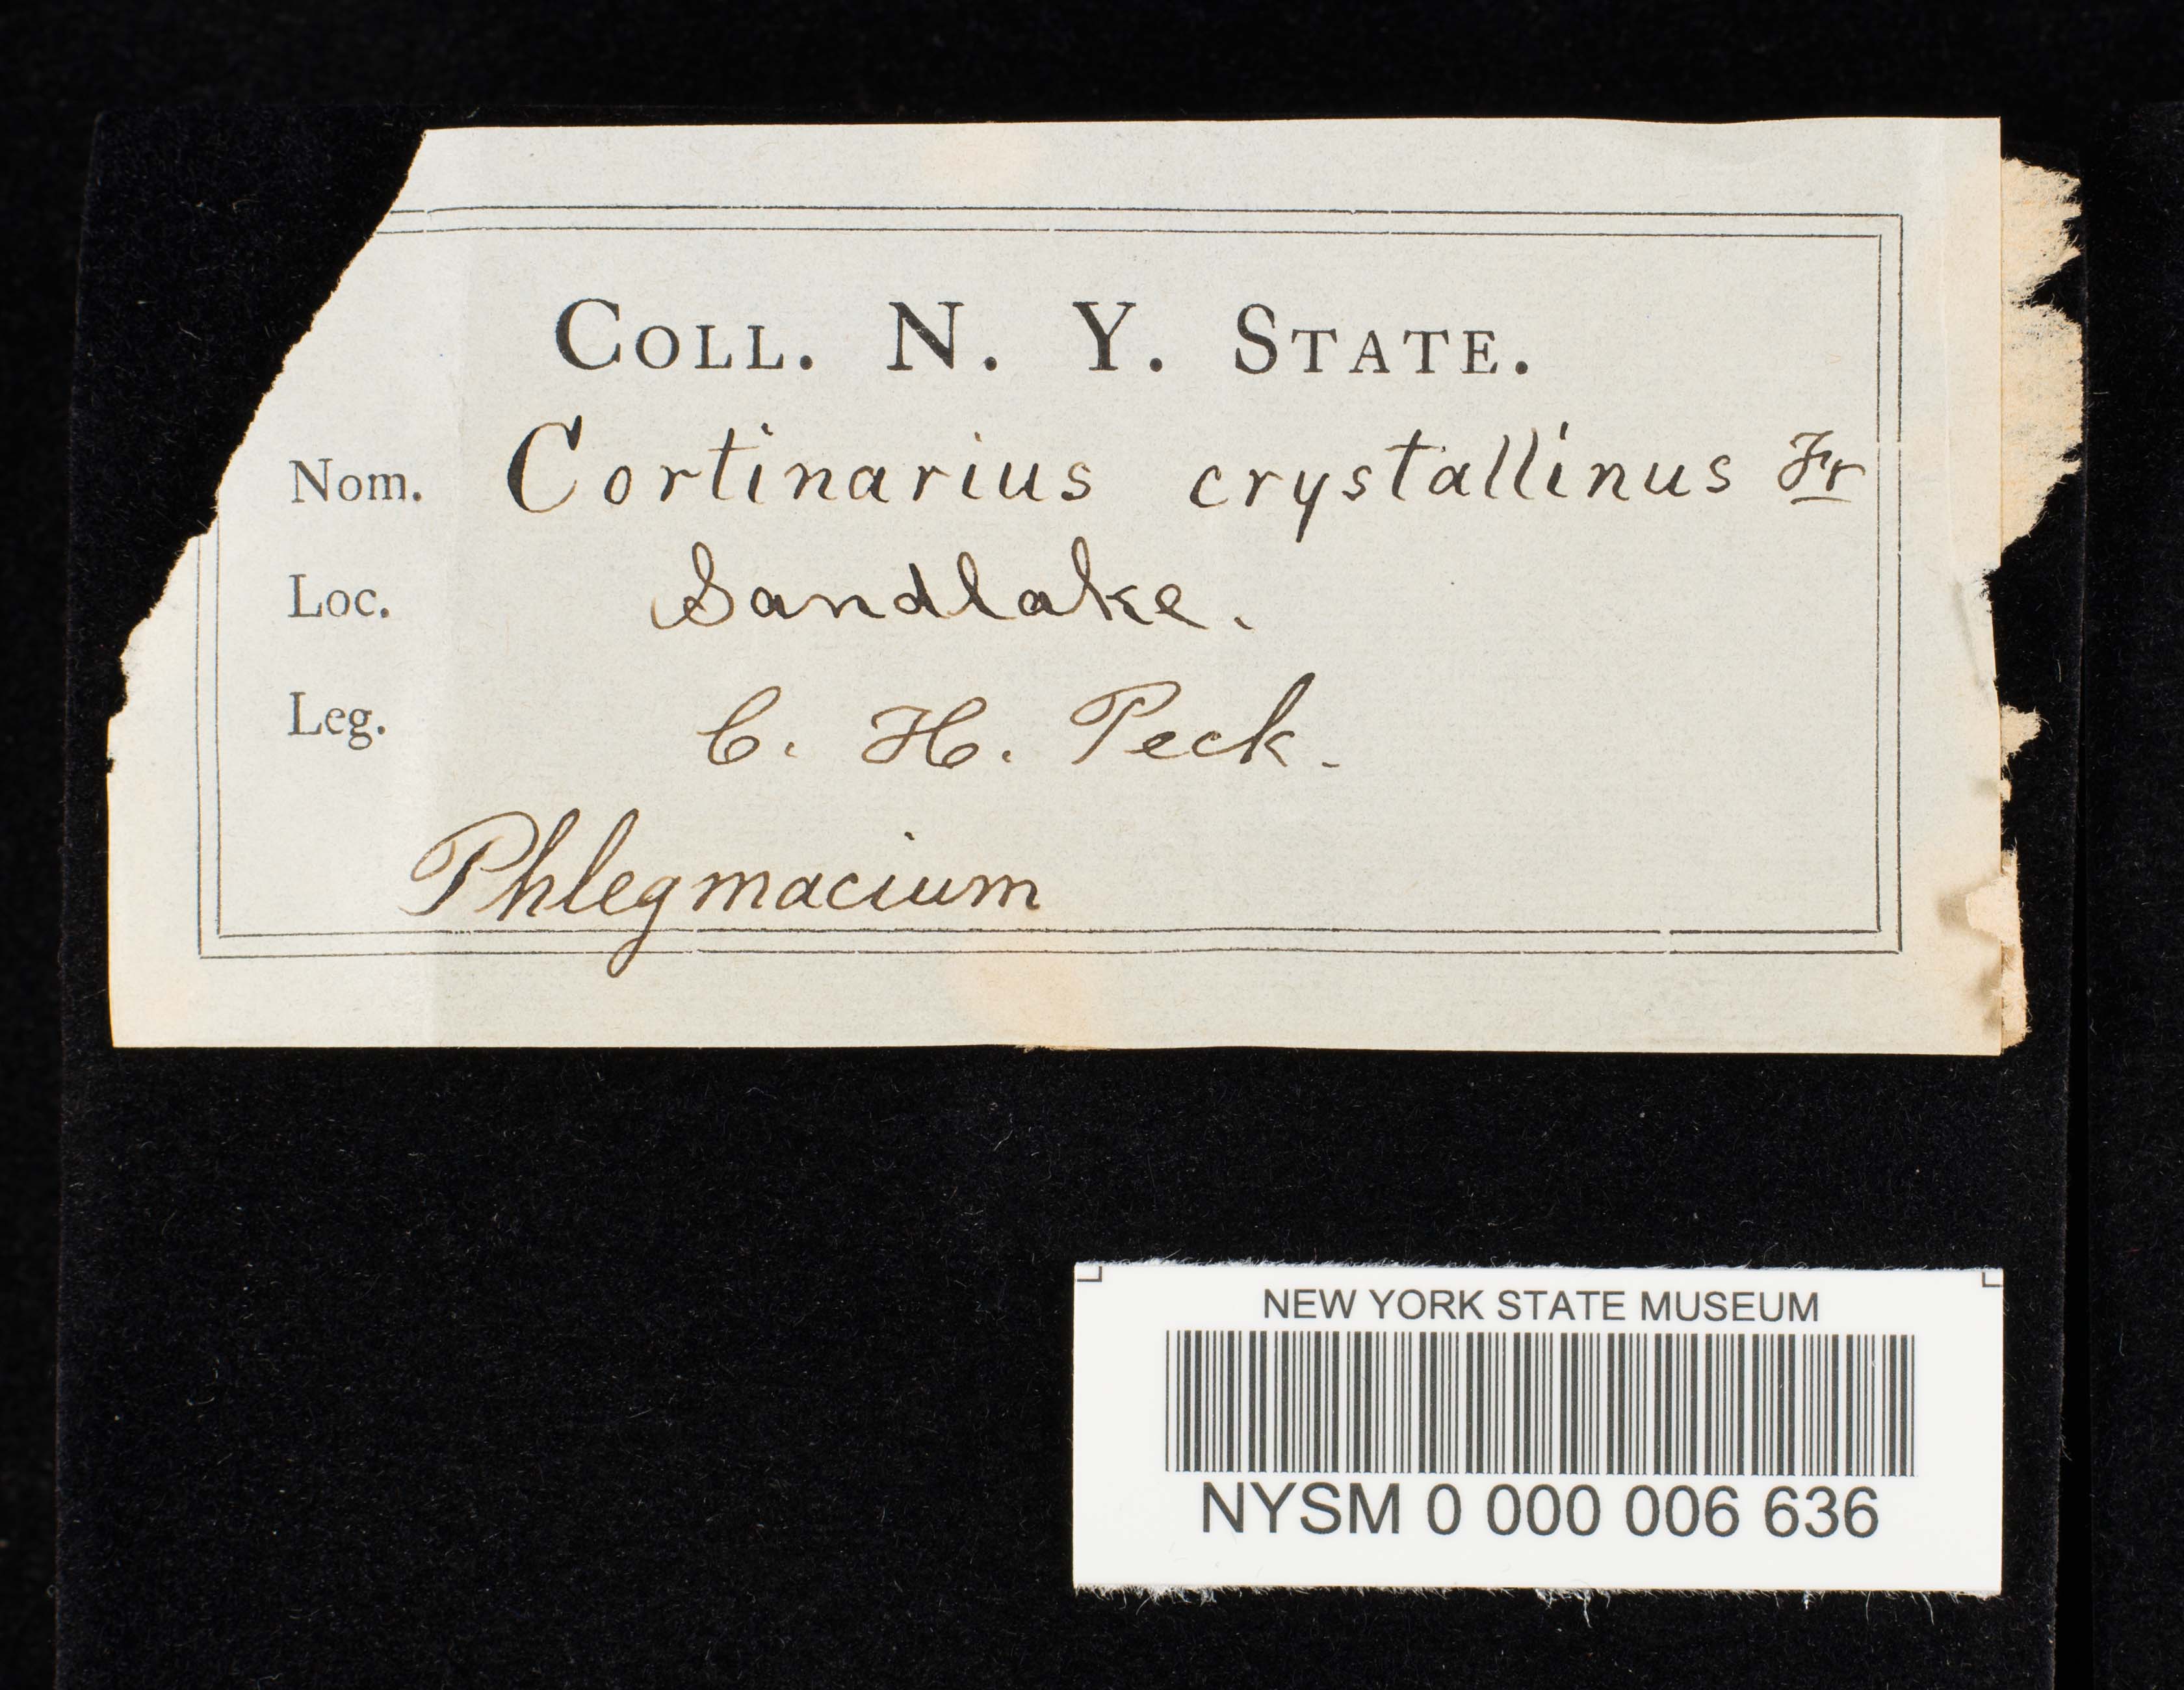 COLL. N. Y. STATE.
Nom. Cortinarius crystallinus Fr
Loc. Sandlake.
Leg. C. H. Peck.
Phlegmacium
NEW YORK STATE MUSEUM
NYSM 0 000 006 636